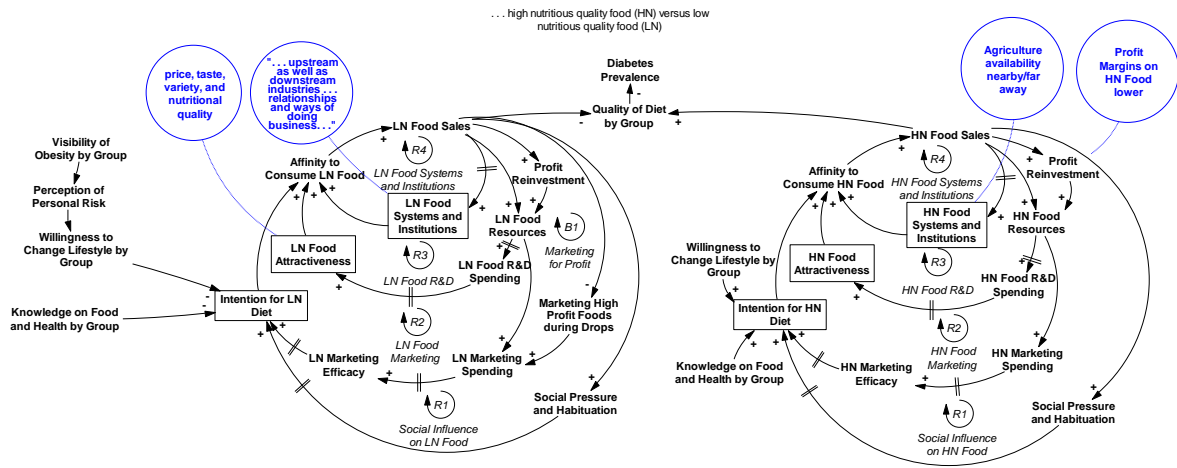 . . . high nutritious quality food (HN) versus low
nutritious quality food (LN)
price, taste,
variety, and
nutritional
quality
". . . upstream
as well as
downstream
industries . . .
relationships
and ways of
doing
business. . ."
Agriculture
availability
nearby/far
away
Profit
Margins on
HN Food
lower
Diabetes
Prevalence
-
Quality of Diet
by Group
-
+
Visibility of
Obesity by Group
Perception of
Personal Risk
Willingness to
Change Lifestyle by
Group
Knowledge on Food
and Health by Group
LN Food Sales
+
R4
LN Food Systems
and Institutions
Affinity to
Consume LN Food
+
+
+
Profit
Reinvestment
+
LN Food
Systems and
Institutions
+
LN Food
Resources
+
+
B1
Marketing
for Profit
LN Food
Attractiveness
+
R3
LN Food R&D
LN Food R&D
Spending
+
-
Marketing High
Profit Foods
during Drops
Intention for LN
Diet
-
-
+
+
R2
LN Food
Marketing
LN Marketing
Efficacy
+
LN Marketing
Spending
+
+
R1
Social Influence
on LN Food
+
Social Pressure
and Habituation
HN Food Sales
+
R4
HN Food Systems
and Institutions
Affinity to
Consume HN Food
+
+
+
Profit
Reinvestment
+
HN Food
Systems and
Institutions
+
HN Food
Resources
+
+
Willingness to
Change Lifestyle by
Group
HN Food
Attractiveness
+
R3
HN Food R&D
HN Food R&D
Spending
+
Intention for HN
Diet
+
+
+
+
R2
HN Food
Marketing
Knowledge on Food
and Health by Group
HN Marketing
Efficacy
+
HN Marketing
Spending
+
R1
Social Influence
on HN Food
+
Social Pressure
and Habituation